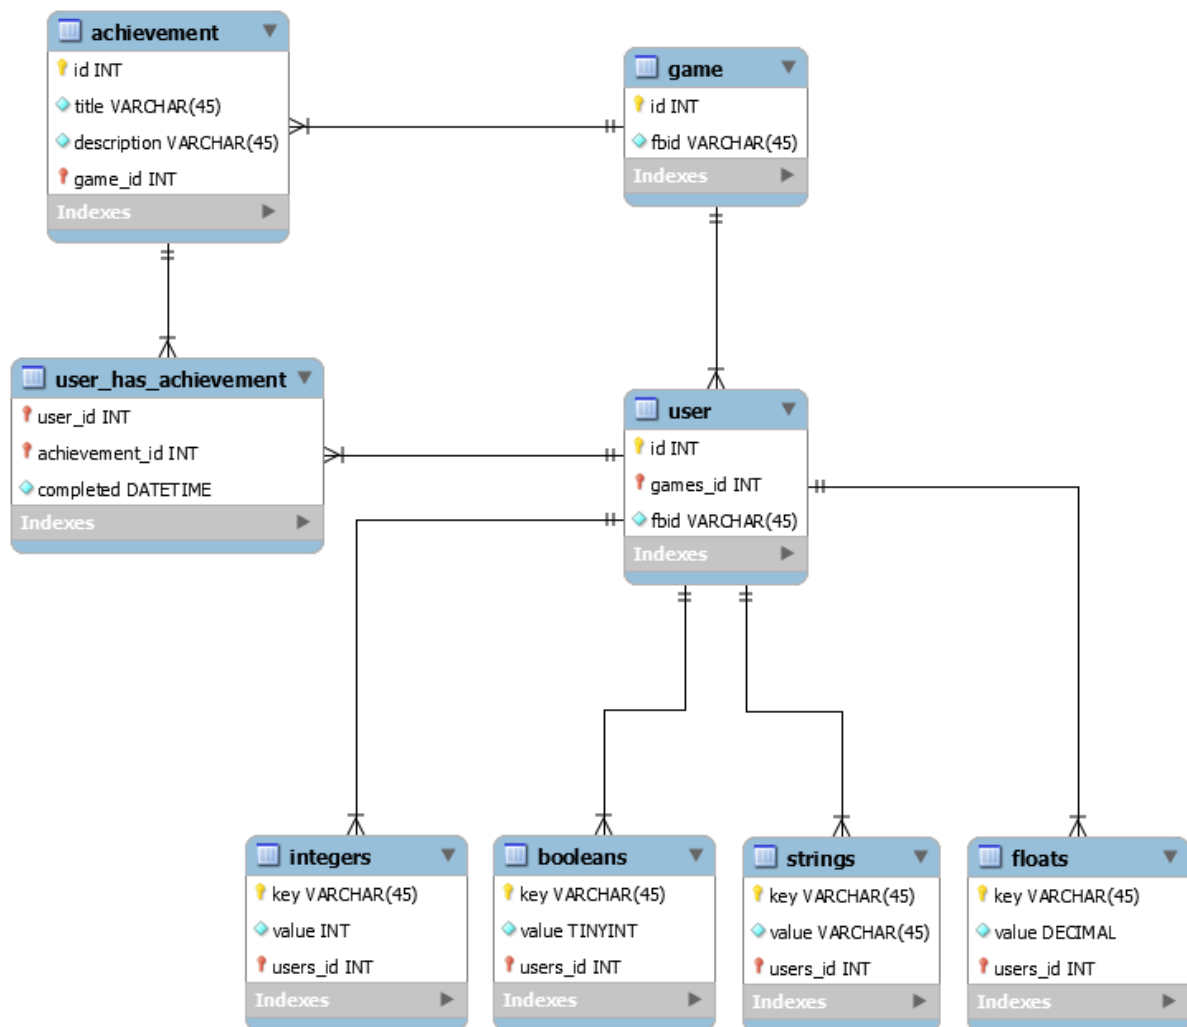 achievement
id INT
title VARCHAR(45)
description VARCHAR(45)
game_id INT
Indexes
game
id INT
fbid VARCHAR(45)
Indexes
user_has_achievement
user_id INT
achievement_id INT
completed DATETIME
Indexes
user
id INT
games_id INT
fbid VARCHAR(45)
Indexes
integers
key VARCHAR(45)
value INT
users_id INT
Indexes
booleans
key VARCHAR(45)
value TINYINT
users_id INT
Indexes
strings
key VARCHAR(45)
value VARCHAR(45)
users_id INT
Indexes
floats
key VARCHAR(45)
value DECIMAL
users_id INT
Indexes